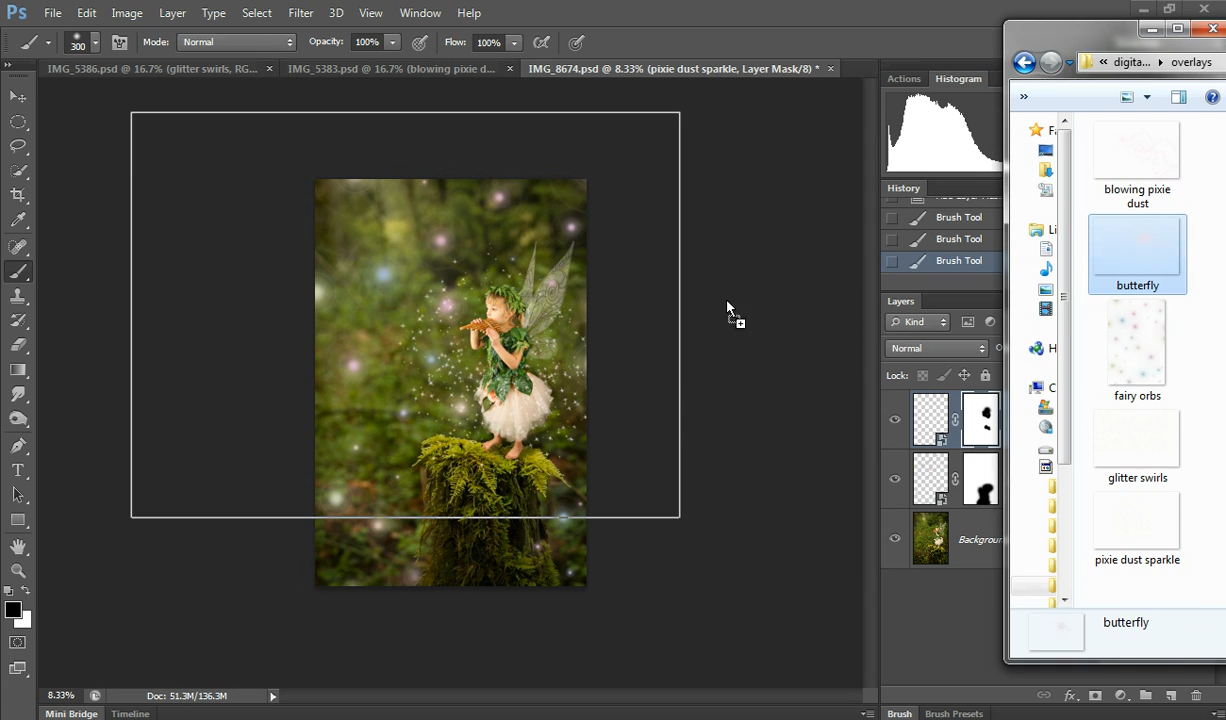 Ps File Edit Image Layer Type Select Filter 3D View Window Help
300 Mode: Normal Opacity: 100% Flow: 100%
IMG_5386.psd @ 16.7% (glitter swirls, RG... × IMG_5383.psd @ 16.7% (blowing pixie d... × IMG_8674.psd @ 8.33% (pixie dust sparkle, Layer Mask/8) * ×
Actions Histogram
History
Brush Tool
Brush Tool
Brush Tool
Layers
Kind
Normal
Lock:
Backgroun
« digita... ▸ overlays
»
blowing pixie
dust
butterfly
fairy orbs
glitter swirls
pixie dust sparkle
butterfly
8.33% Doc: 51.3M/136.3M
Mini Bridge Timeline
Brush Brush Presets